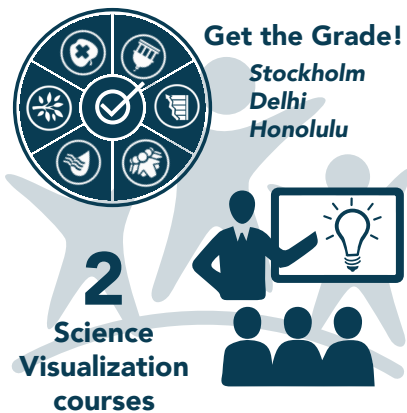 Get the Grade!
Stockholm
Delhi
Honolulu
2
Science
Visualization
courses